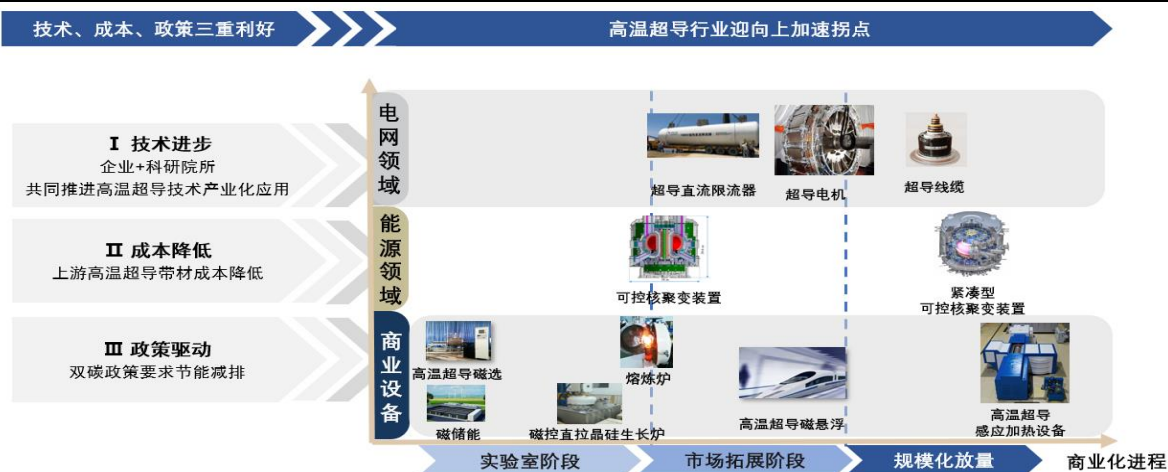 技术、成本、政策三重利好
高温超导行业迎向上加速拐点
I 技术进步
企业+科研院所
共同推进高温超导技术产业化应用
II 成本降低
上游高温超导带材成本降低
III 政策驱动
双碳政策要求节能减排
电网领域
超导直流限流器
超导电机
超导线缆
能源领域
可控核聚变装置
紧凑型
可控核聚变装置
商业设备
高温超导磁选
熔炼炉
磁储能
磁控直拉晶硅生长炉
高温超导磁悬浮
高温超导
感应加热设备
实验室阶段
市场拓展阶段
规模化放量
商业化进程